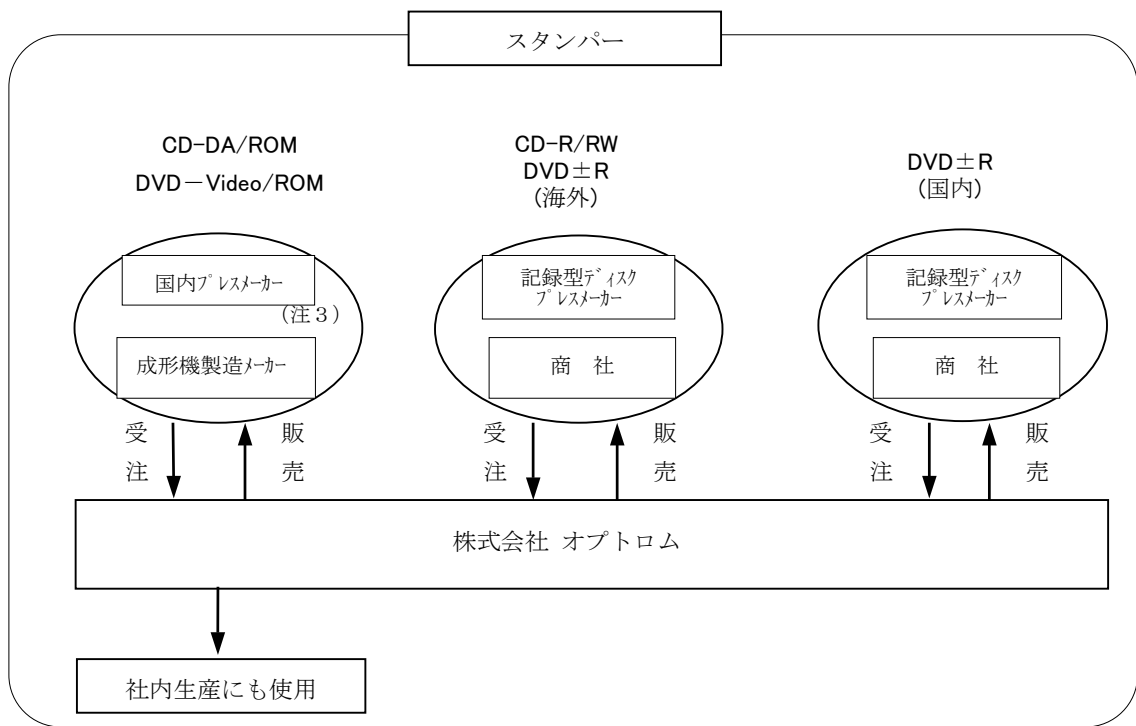 スタンパー
CD-DA/ROM
DVD－Video/ROM
CD-R/RW
DVD±R
(海外)
DVD±R
(国内)
国内プレスメーカー
(注３)
成形機製造メーカー
記録型ディスク
プレスメーカー
商　社
記録型ディスク
プレスメーカー
商　社
受注
販売
受注
販売
受注
販売
株式会社 オプトロム
社内生産にも使用